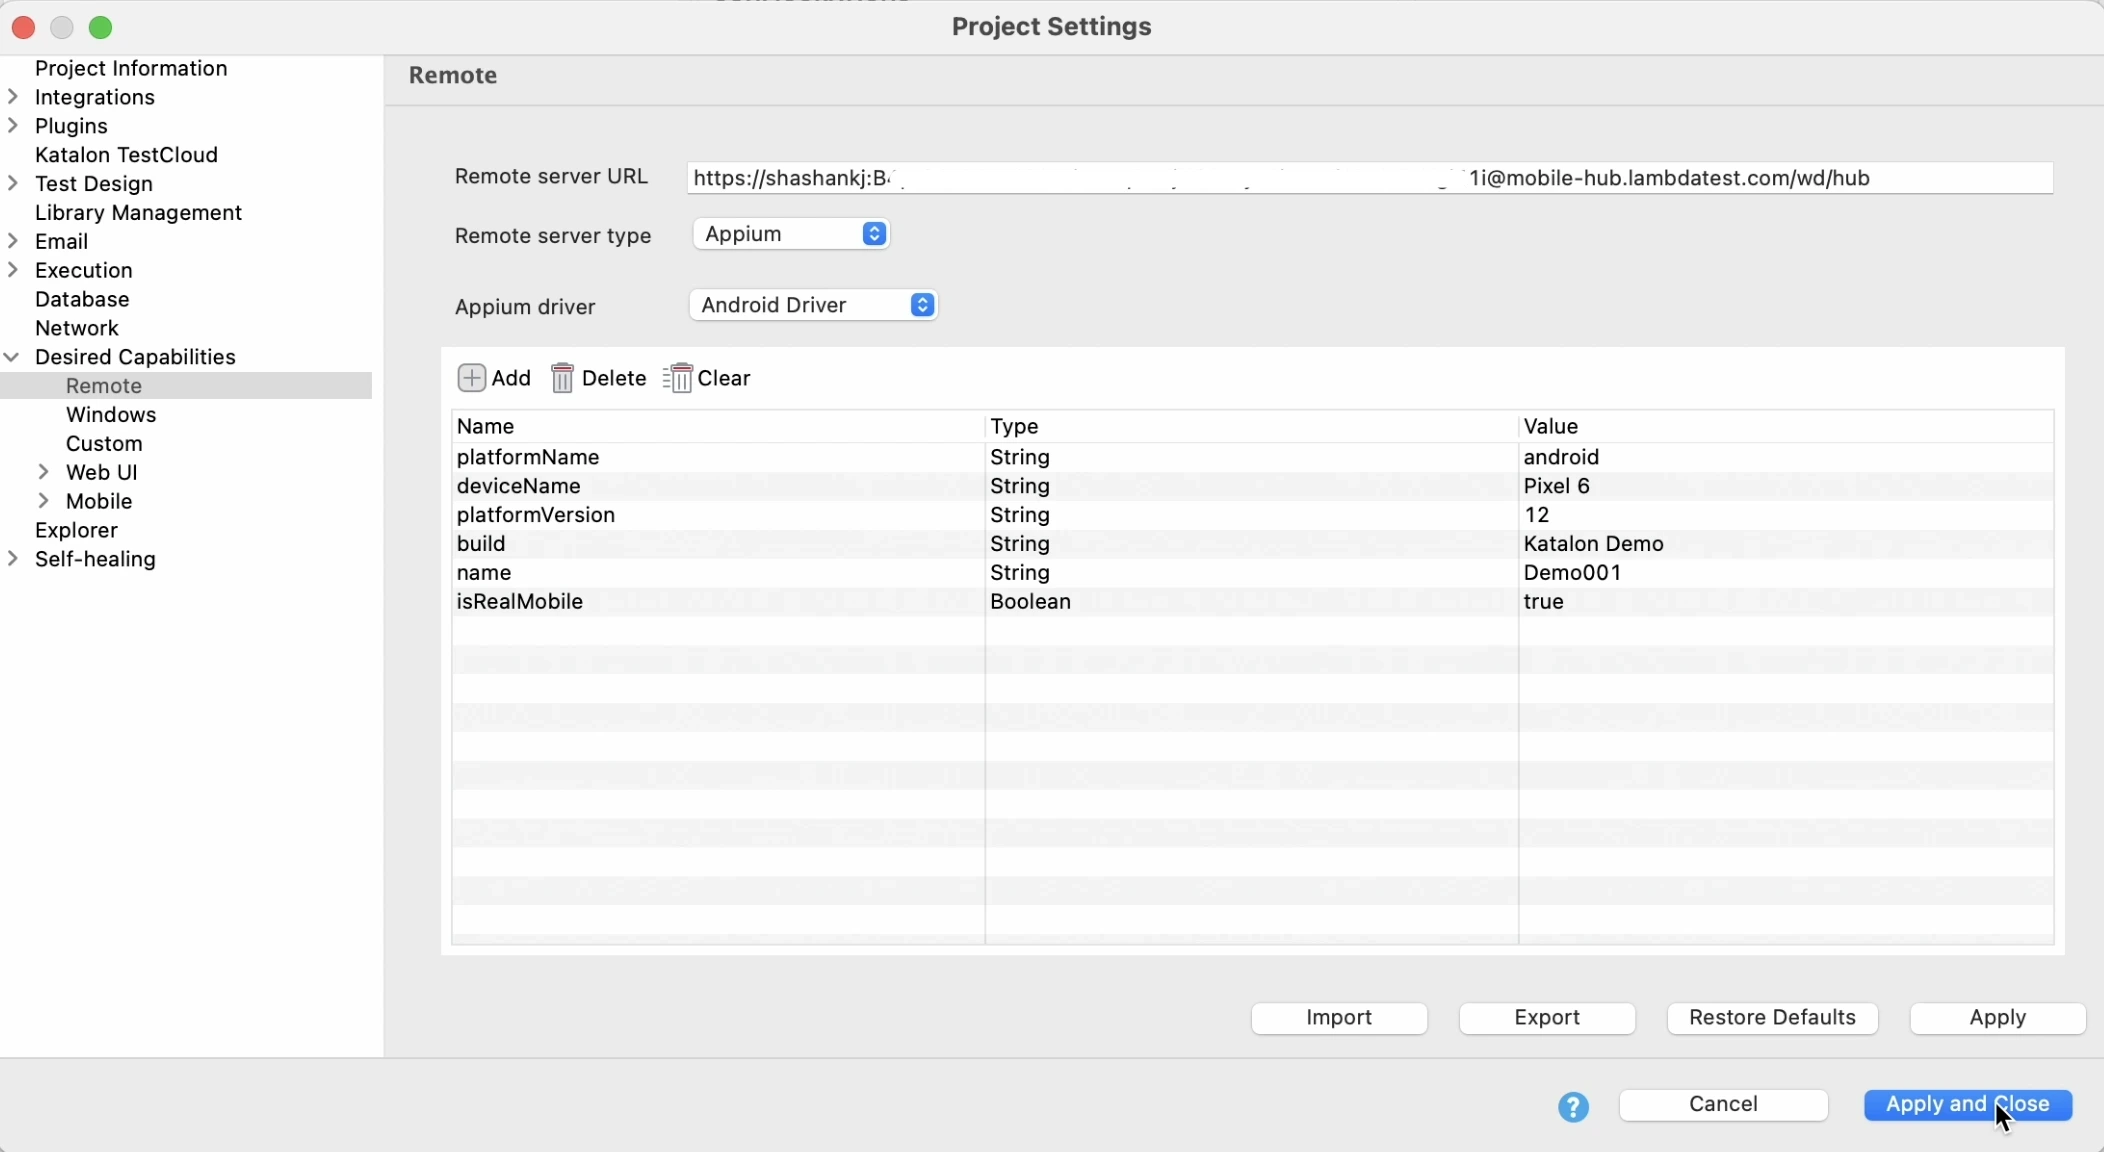 Project Settings
Project Information
Integrations
Plugins
Katalon TestCloud
Test Design
Library Management
Email
Execution
Database
Network
Desired Capabilities
Remote
Windows
Custom
Web UI
Mobile
Explorer
Self-healing
Remote
Remote server URL https://shashankj:B 1i@mobile-hub.lambdatest.com/wd/hub
Remote server type Appium
Appium driver Android Driver
Add Delete Clear
Name Type Value
platformName String android
deviceName String Pixel 6
platformVersion String 12
build String Katalon Demo
name String Demo001
isRealMobile Boolean true
Import Export Restore Defaults Apply
? Cancel Apply and Close